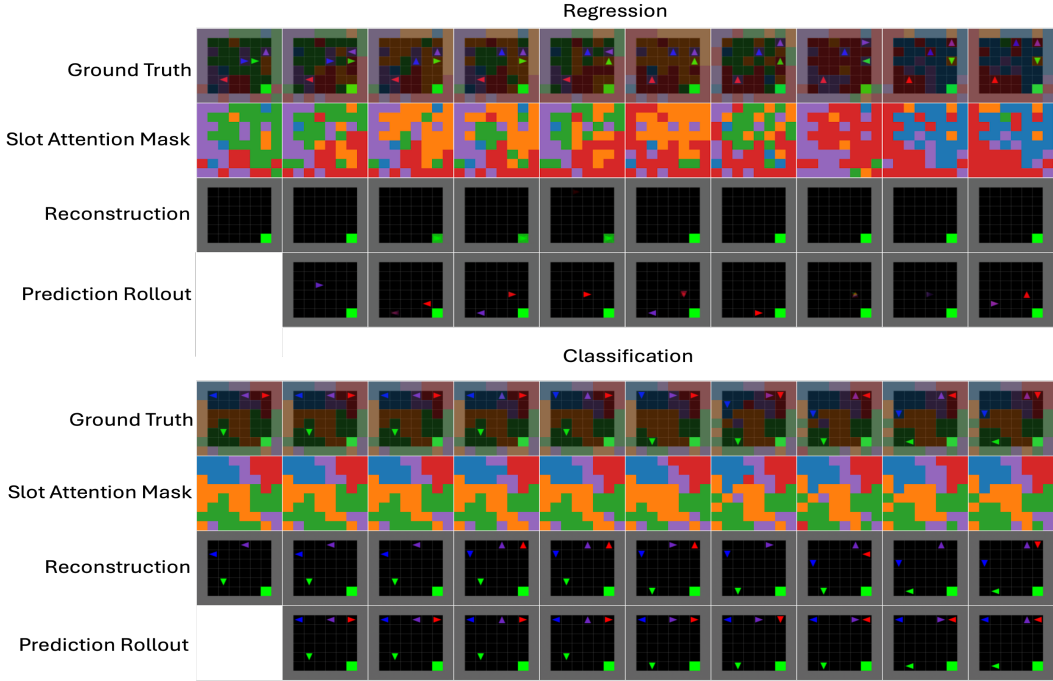 Regression
Ground Truth
Slot Attention Mask
Reconstruction
Prediction Rollout
Classification
Ground Truth
Slot Attention Mask
Reconstruction
Prediction Rollout